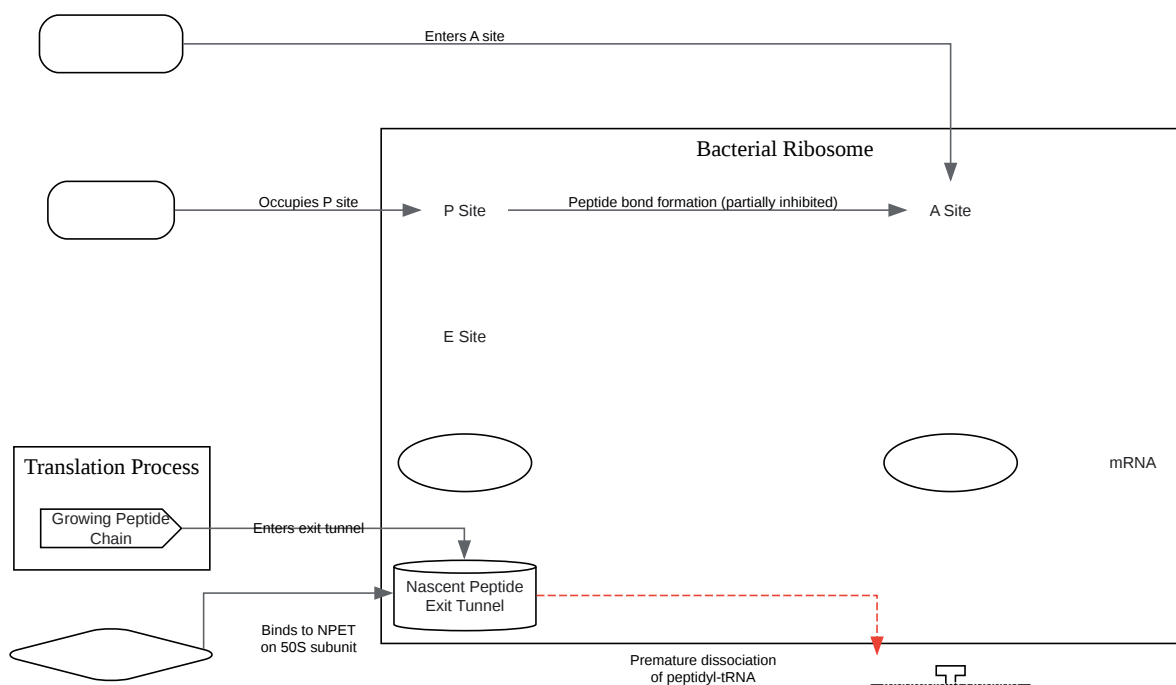 Enters A site
Bacterial Ribosome
Occupies P site
P Site
Peptide bond formation (partially inhibited)
A Site
E Site
mRNA
Translation Process
Growing Peptide
Chain
Enters exit tunnel
Nascent Peptide
Exit Tunnel
Binds to NPET
on 50S subunit
Premature dissociation
of peptidyl-tRNA